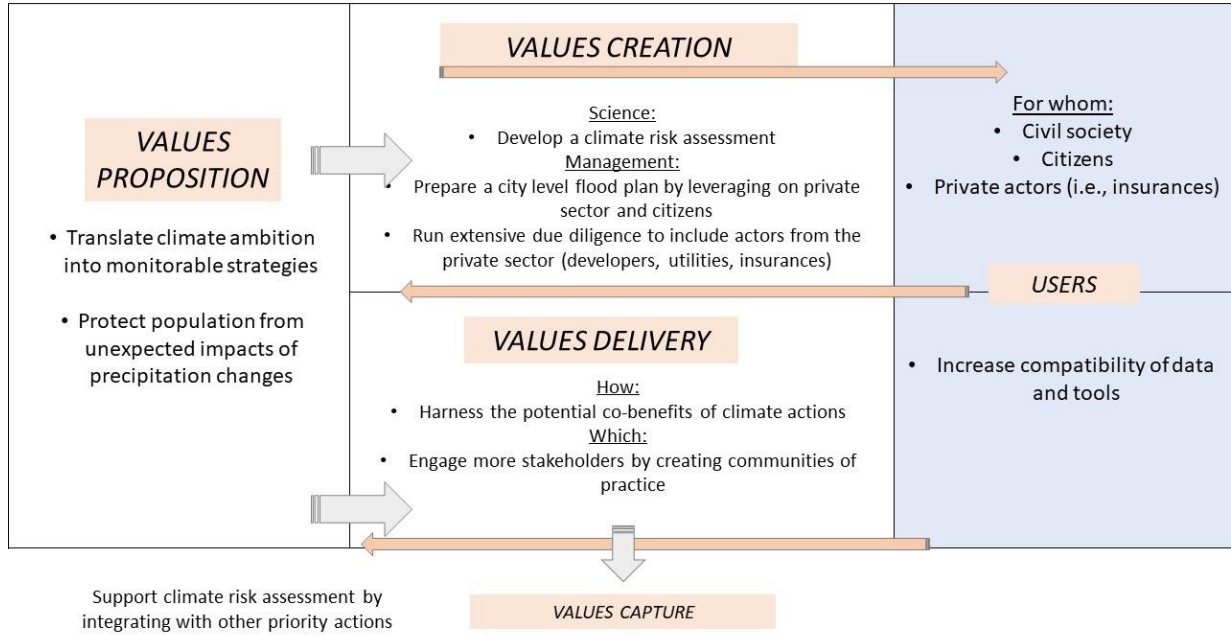 VALUES
PROPOSITION
• Translate climate ambition
into monitorable strategies
• Protect population from
unexpected impacts of
precipitation changes
VALUES CREATION
Science:
• Develop a climate risk assessment
Management:
• Prepare a city level flood plan by leveraging on private
sector and citizens
• Run extensive due diligence to include actors from the
private sector (developers, utilities, insurances)
For whom:
• Civil society
• Citizens
• Private actors (i.e., insurances)
USERS
• Increase compatibility of data
and tools
VALUES DELIVERY
How:
• Harness the potential co-benefits of climate actions
Which:
• Engage more stakeholders by creating communities of
practice
Support climate risk assessment by
integrating with other priority actions
VALUES CAPTURE